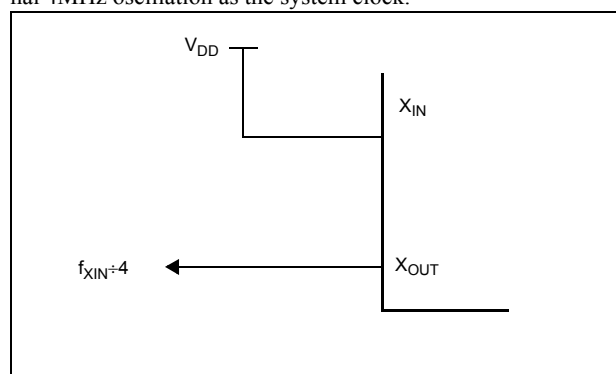 nal 4MHz oscillation as the system clock.
VDD
XIN
fXIN÷4
XOUT